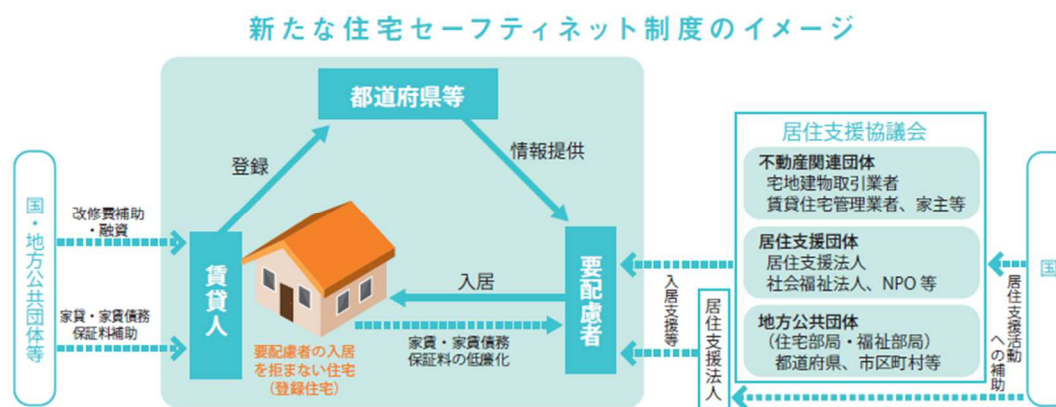 新たな住宅セーフティネット制度のイメージ
都道府県等
登録
情報提供
国・地方公共団体等
改修費補助
・融資
家賃・家賃債務
保証料補助
賃貸人
要配慮者の入居
を拒まない住宅
（登録住宅）
入居
家賃・家賃債務
保証料の低廉化
要配慮者
入居支援等
居住支援法人
居住支援協議会
不動産関連団体
宅地建物取引業者
賃貸住宅管理業者、家主等
居住支援団体
居住支援法人
社会福祉法人、NPO 等
地方公共団体
（住宅部局・福祉部局）
都道府県、市区町村等
居住支援活動
への補助
国